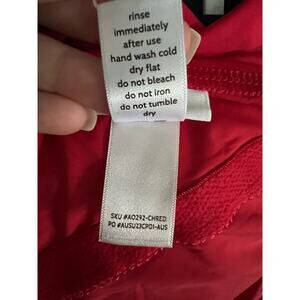 rinse
immediately
after use
hand wash cold
dry flat
do not bleach
do not iron
do not tumble
dry
SKU #AO292-CHRED
PO #AUSU23CP01-AUS